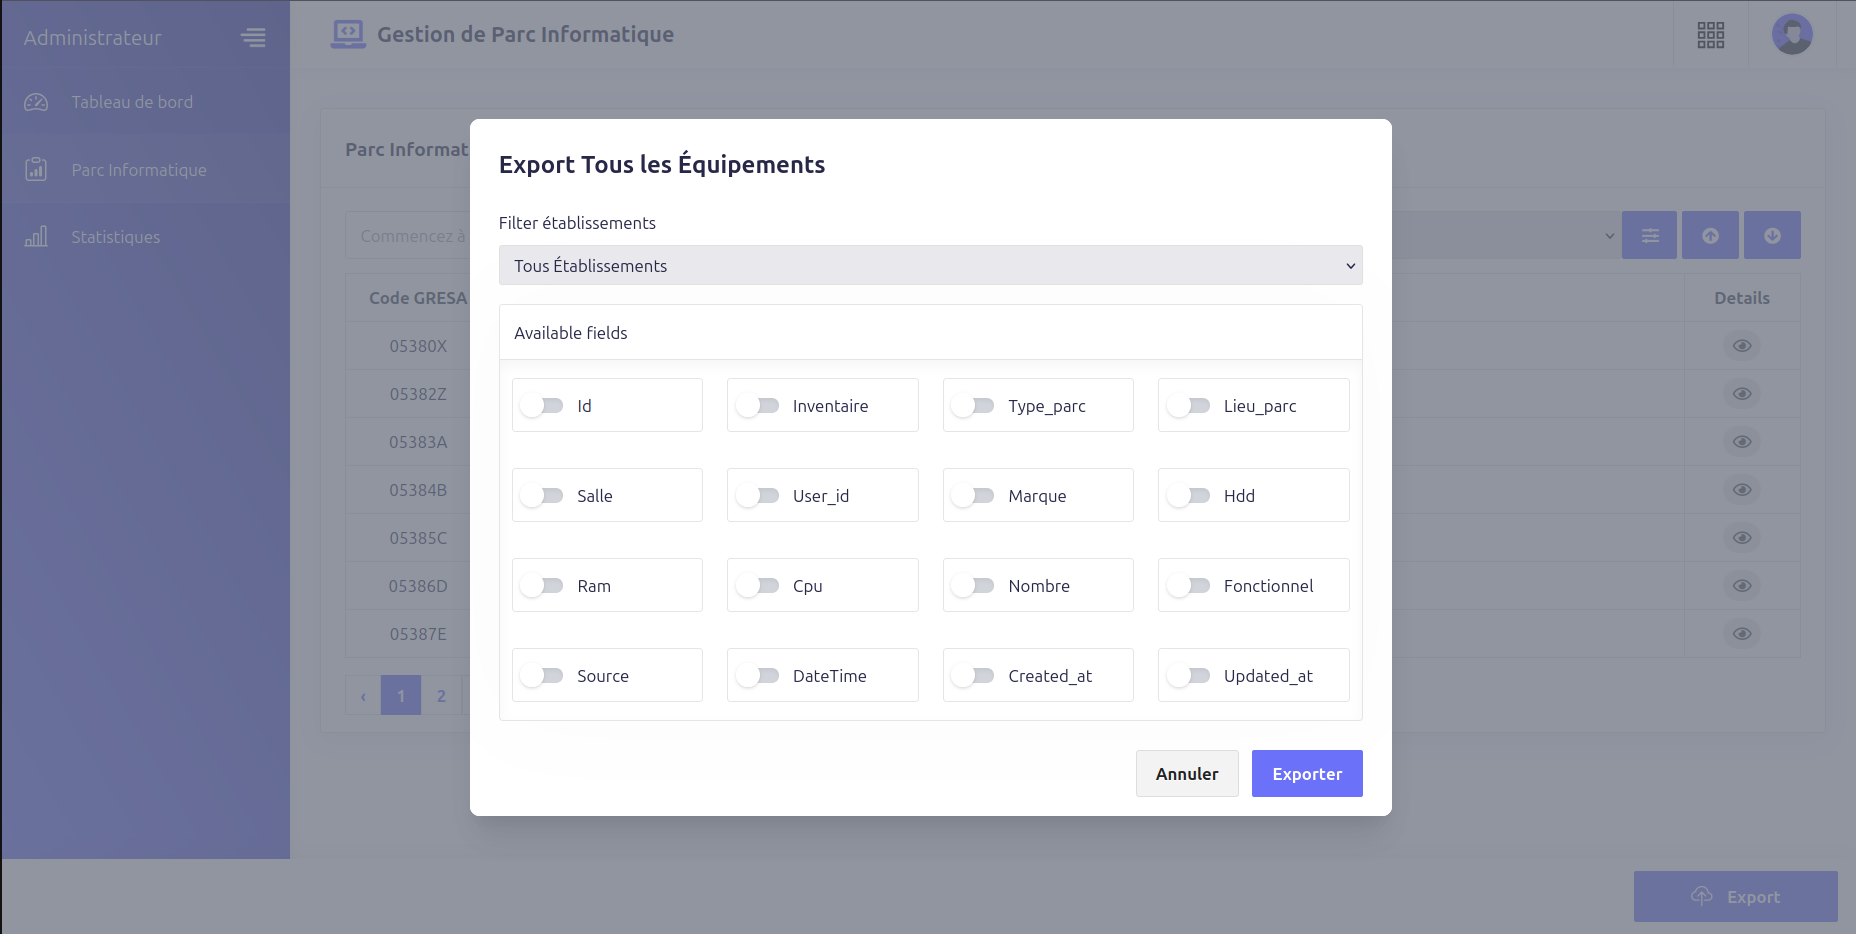 Administrateur
Gestion de Parc Informatique
Tableau de bord
Parc Informatique
Statistiques
Parc Informat
Commencez à
Code GRESA
Details
05380X
05382Z
05383A
05384B
05385C
05386D
05387E
‹ 1 2
Export Tous les Équipements
Filter établissements
Tous Établissements
Available fields
Id Inventaire Type_parc Lieu_parc
Salle User_id Marque Hdd
Ram Cpu Nombre Fonctionnel
Source DateTime Created_at Updated_at
Annuler Exporter
Export